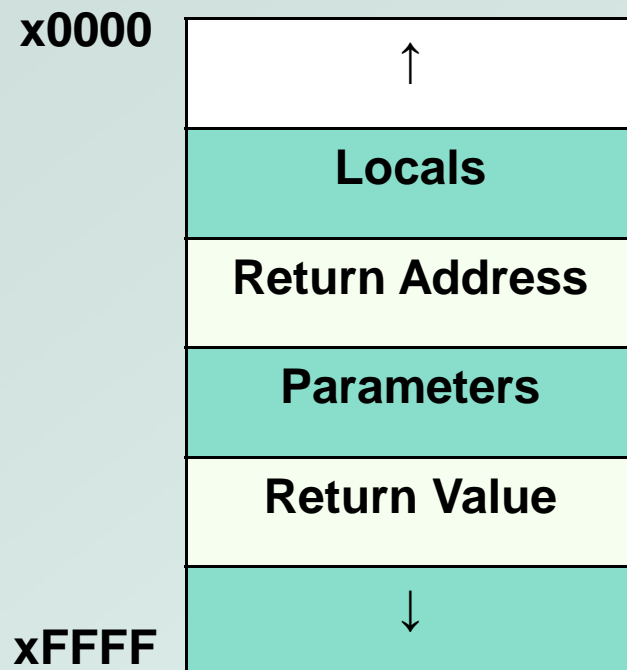 x0000
↑
Locals
Return Address
Parameters
Return Value
↓
xFFFF